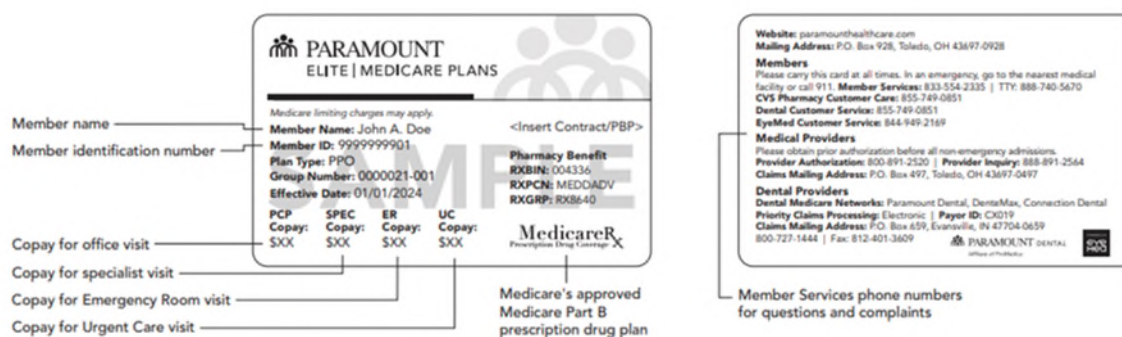 Member name
Member identification number
Copay for office visit
Copay for specialist visit
Copay for Emergency Room visit
Copay for Urgent Care visit
PARAMOUNT
ELITE | MEDICARE PLANS
SAMPLE
Medicare limiting charges may apply.
Member Name: John A. Doe
Member ID: 9999999901
Plan Type: PPO
Group Number: 0000021-001
Effective Date: 01/01/2024
<Insert Contract/PBP>
Pharmacy Benefit
RXBIN: 004336
RXPCN: MEDDADV
RXGRP: RX8640
PCP SPEC ER UC
Copay: Copay: Copay: Copay:
$XX $XX $XX $XX
MedicareRx
Prescription Drug Coverage
Medicare's approved
Medicare Part B
prescription drug plan
Website: paramounthealthcare.com
Mailing Address: P.O. Box 928, Toledo, OH 43697-0928
Members
Please carry this card at all times. In an emergency, go to the nearest medical
facility or call 911. Member Services: 833-554-2335 | TTY: 888-740-5670
CVS Pharmacy Customer Care: 855-749-0851
Dental Customer Service: 855-749-0851
EyeMed Customer Service: 844-949-2169
Medical Providers
Please obtain prior authorization before all non-emergency admissions.
Provider Authorization: 800-891-2520 | Provider Inquiry: 888-891-2564
Claims Mailing Address: P.O. Box 497, Toledo, OH 43697-0497
Dental Providers
Dental Medicare Networks: Paramount Dental, DenteMax, Connection Dental
Priority Claims Processing: Electronic | Payor ID: CX019
Claims Mailing Address: P.O. Box 659, Evansville, IN 47704-0659
800-727-1444 | Fax: 812-401-3609
PARAMOUNT DENTAL
eye
med
Member Services phone numbers
for questions and complaints